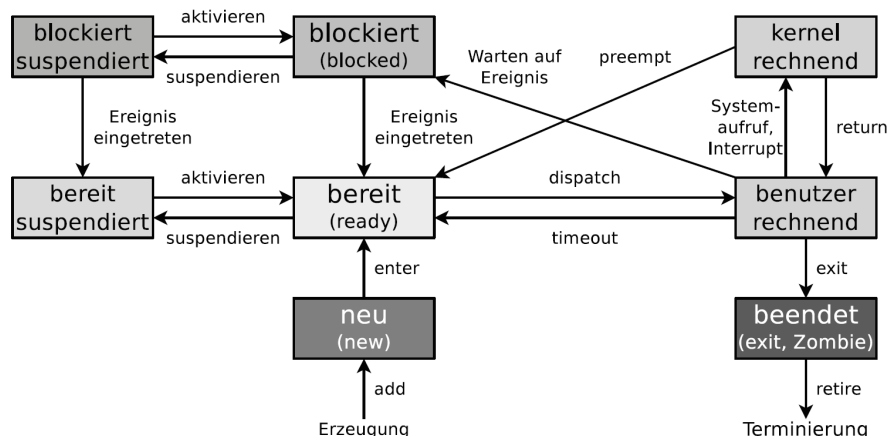 blockiert
suspendiert
aktivieren
suspendieren
blockiert
(blocked)
Warten auf
Ereignis
preempt
kernel
rechnend
Ereignis
eingetreten
Ereignis
eingetreten
System-
aufruf,
Interrupt
return
bereit
suspendiert
aktivieren
suspendieren
bereit
(ready)
dispatch
timeout
benutzer
rechnend
enter
exit
neu
(new)
beendet
(exit, Zombie)
add
retire
Erzeugung
Terminierung